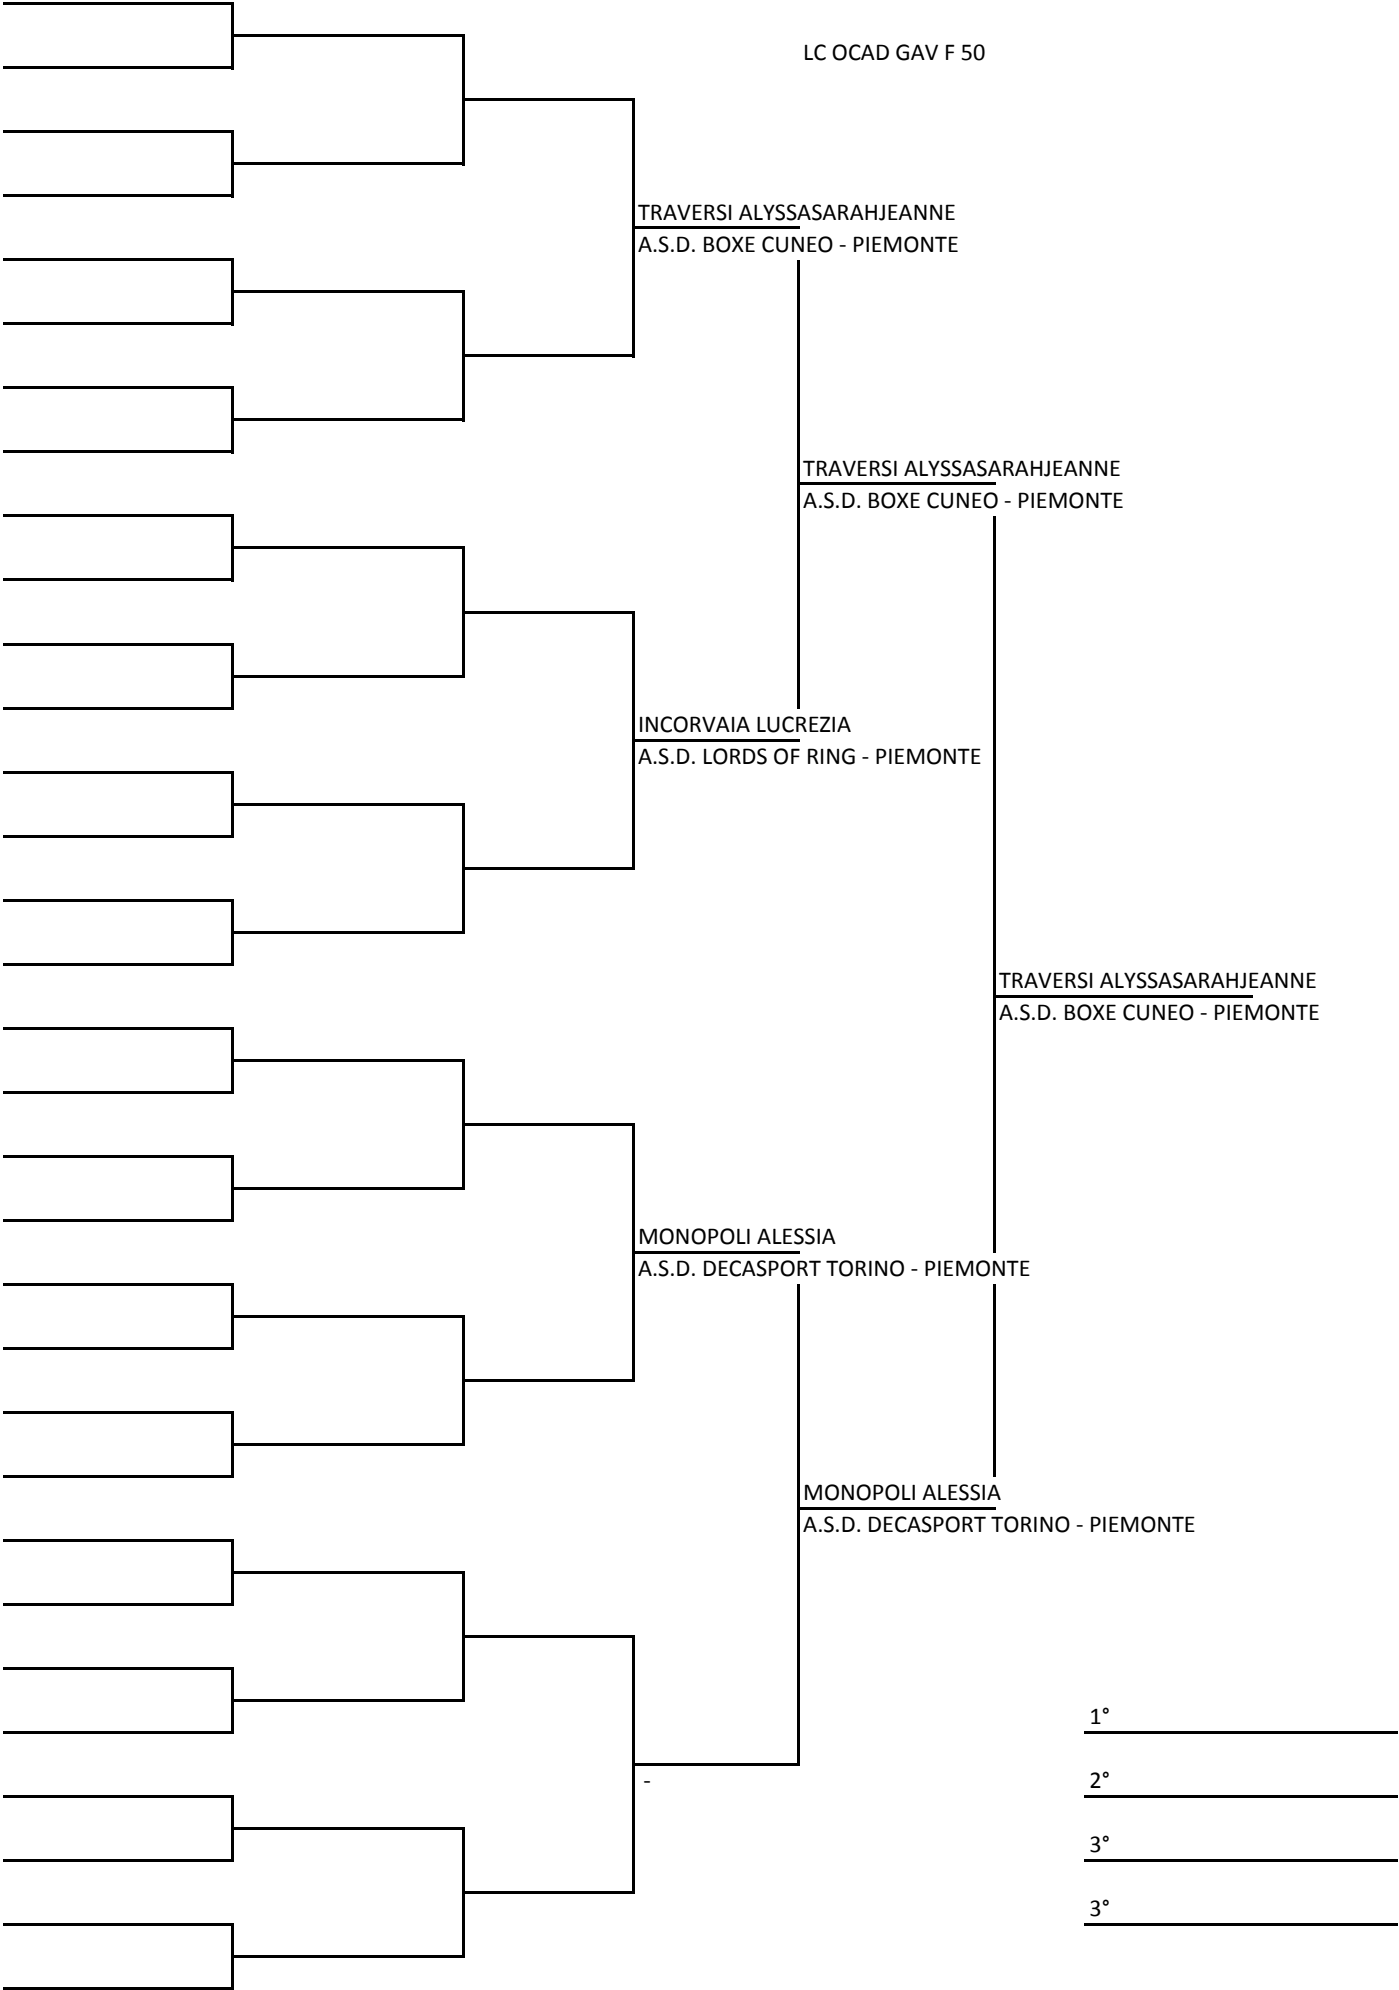 LC OCAD GAV F 50
TRAVERSI ALYSSASARAHJEANNE
A.S.D. BOXE CUNEO - PIEMONTE
TRAVERSI ALYSSASARAHJEANNE
A.S.D. BOXE CUNEO - PIEMONTE
INCORVAIA LUCREZIA
A.S.D. LORDS OF RING - PIEMONTE
TRAVERSI ALYSSASARAHJEANNE
A.S.D. BOXE CUNEO - PIEMONTE
MONOPOLI ALESSIA
A.S.D. DECASPORT TORINO - PIEMONTE
MONOPOLI ALESSIA
A.S.D. DECASPORT TORINO - PIEMONTE
1°
-
2°
3°
3°